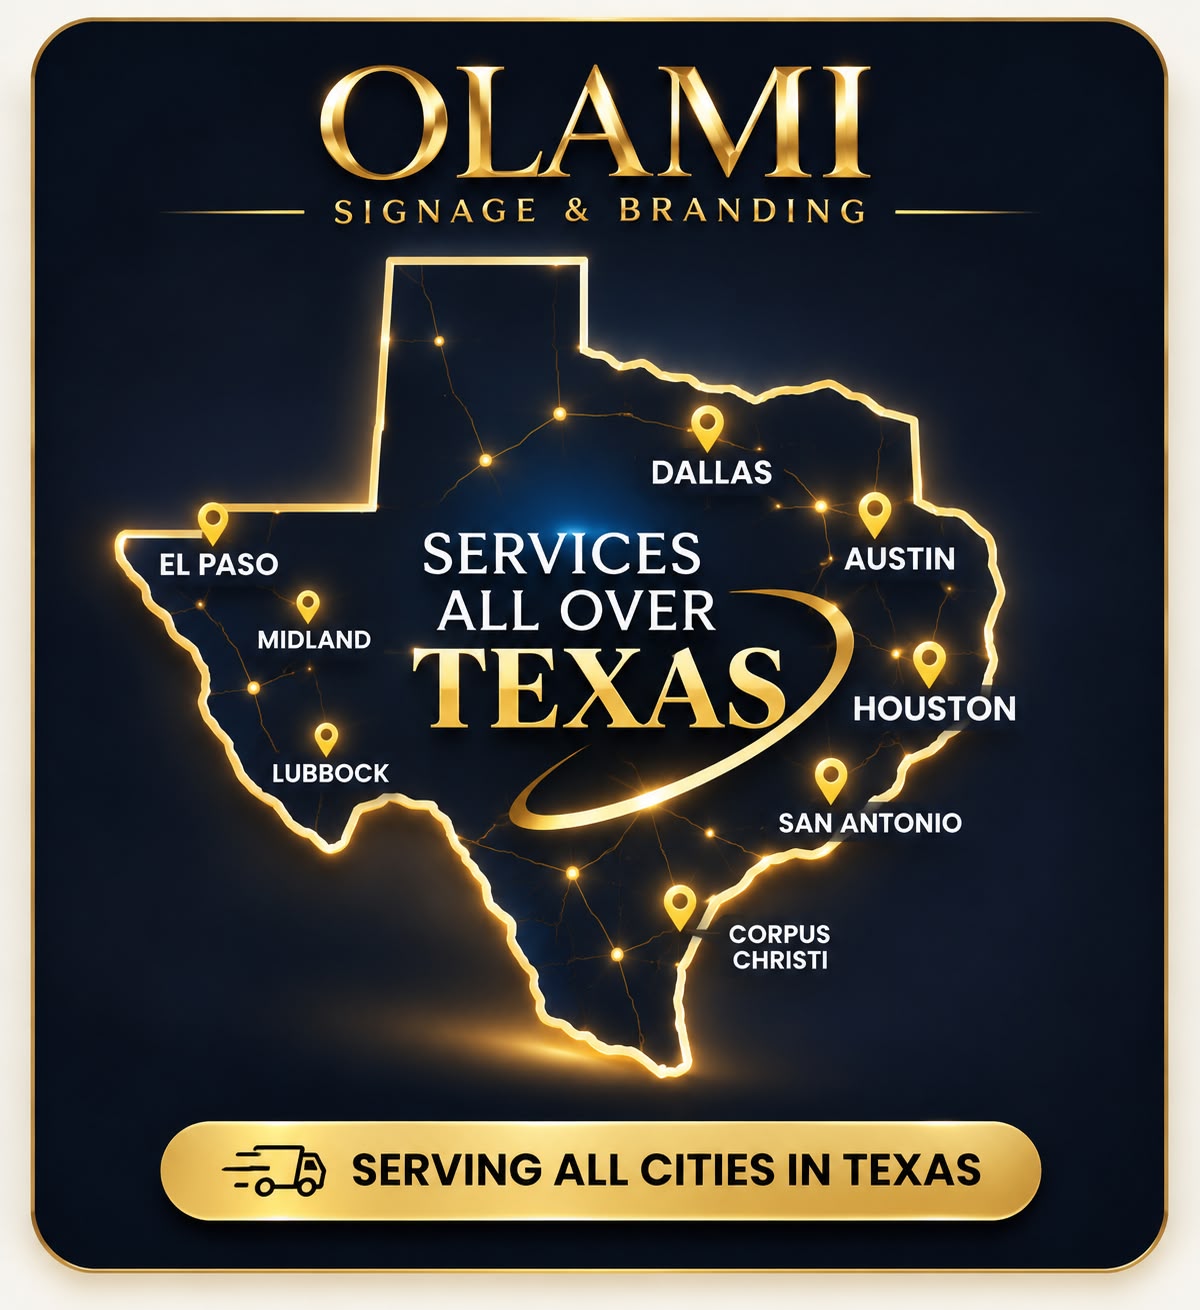 OLAMI
SIGNAGE & BRANDING
DALLAS
AUSTIN
EL PASO
SERVICES
ALL OVER
TEXAS
MIDLAND
HOUSTON
LUBBOCK
SAN ANTONIO
CORPUS
CHRISTI
SERVING ALL CITIES IN TEXAS